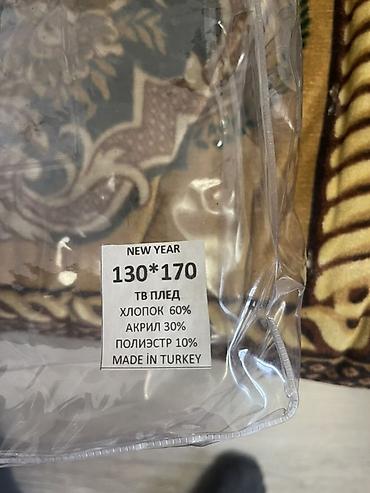 NEW YEAR
130*170
ТВ ПЛЕД
ХЛОПОК 60%
АКРИЛ 30%
ПОЛИЭСТР 10%
MADE İN TURKEY